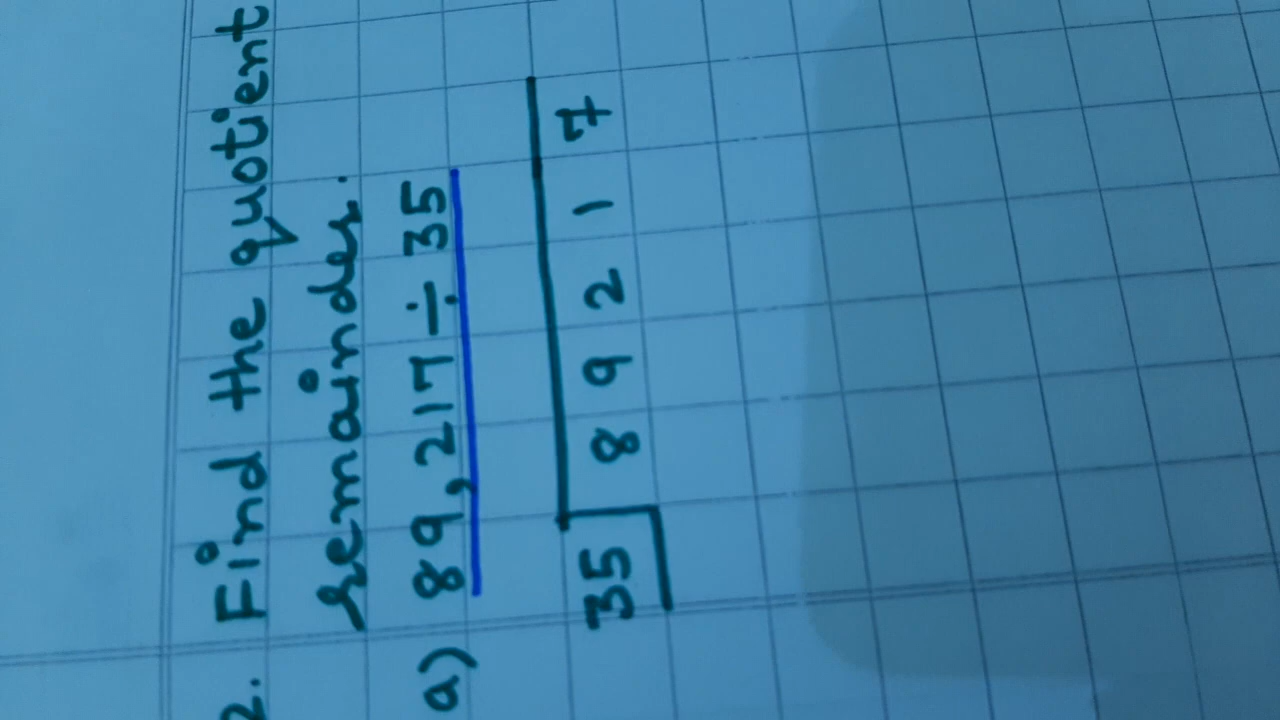 2. Find the quotient
remainder.
a) 89,217 ÷ 35
35 8 9 2 1 7